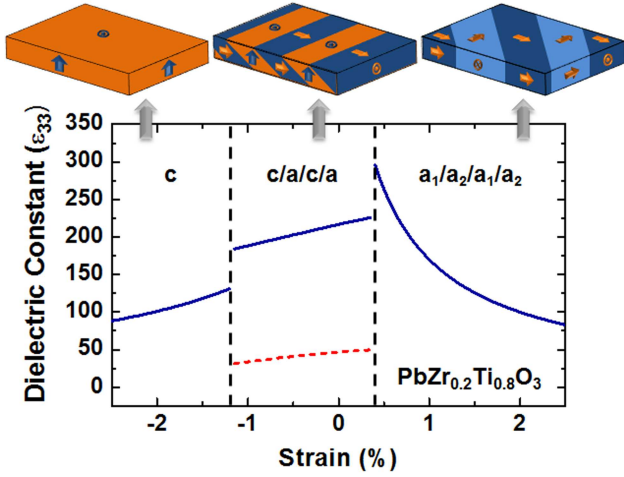 350
300
250
200
150
100
50
0
Dielectric Constant (ε₃₃)
c
c/a/c/a
a₁/a₂/a₁/a₂
PbZr₀.₂Ti₀.₈O₃
-2
-1
0
1
2
Strain (%)